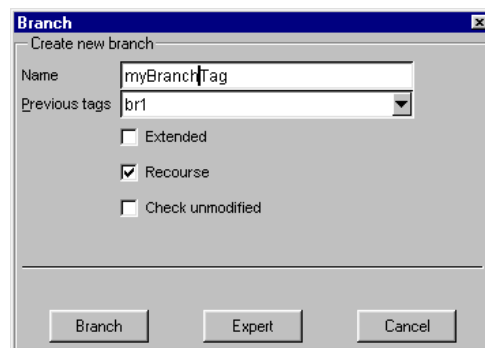 Branch
Create new branch
Name myBranchTag
Previous tags br1
Extended
Recourse
Check unmodified
Branch Expert Cancel